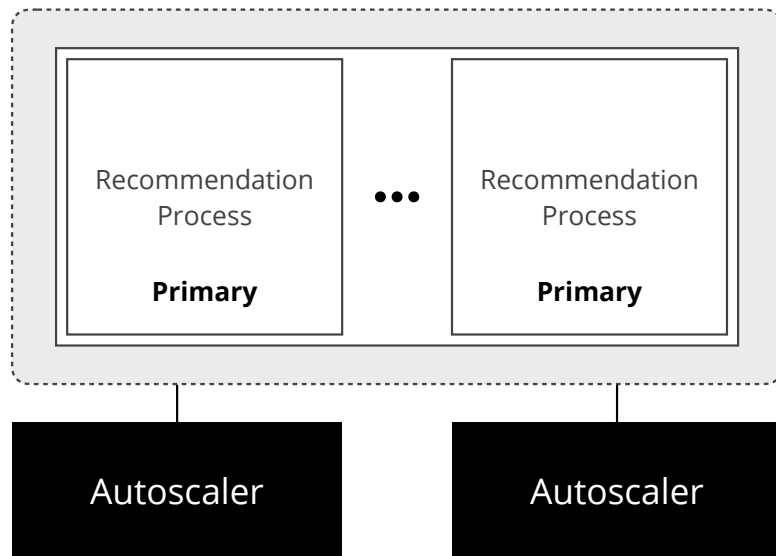 Recommendation
Process
Primary
•••
Recommendation
Process
Primary
Autoscaler
Autoscaler